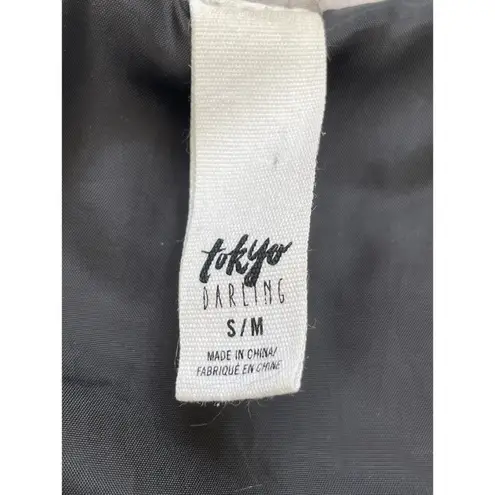 tokyo
DARLING
S/M
MADE IN CHINA/
FABRIQUÉ EN CHINE